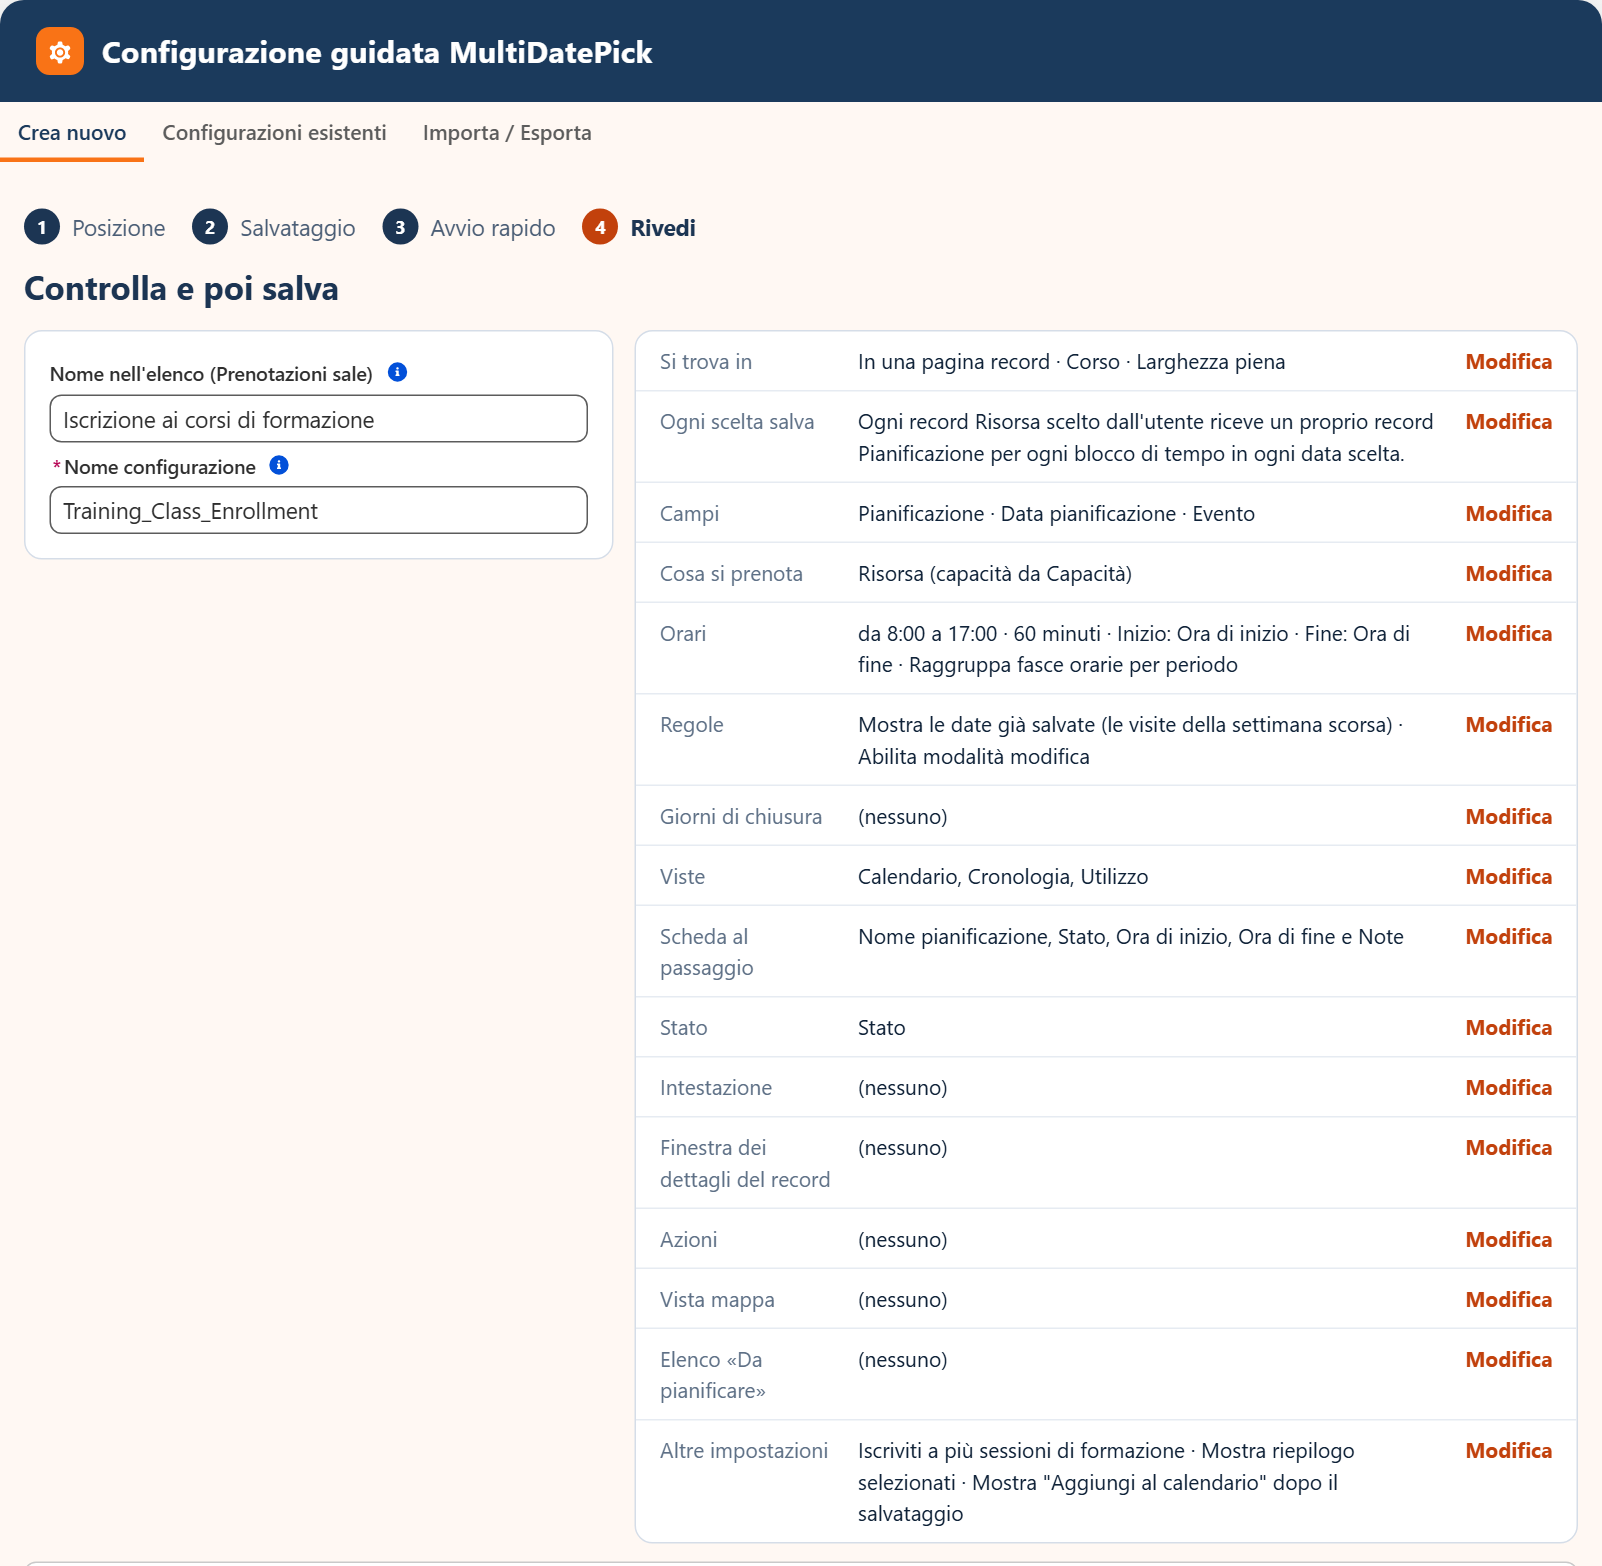 Configurazione guidata MultiDatePick
Crea nuovo
Configurazioni esistenti
Importa / Esporta
1 Posizione
2 Salvataggio
3 Avvio rapido
4 Rivedi
Controlla e poi salva
Nome nell'elenco (Prenotazioni sale)
Iscrizione ai corsi di formazione
*Nome configurazione
Training_Class_Enrollment
Si trova in
In una pagina record · Corso · Larghezza piena
Modifica
Ogni scelta salva
Ogni record Risorsa scelto dall'utente riceve un proprio record
Pianificazione per ogni blocco di tempo in ogni data scelta.
Modifica
Campi
Pianificazione · Data pianificazione · Evento
Modifica
Cosa si prenota
Risorsa (capacità da Capacità)
Modifica
Orari
da 8:00 a 17:00 · 60 minuti · Inizio: Ora di inizio · Fine: Ora di
fine · Raggruppa fasce orarie per periodo
Modifica
Regole
Mostra le date già salvate (le visite della settimana scorsa) ·
Abilita modalità modifica
Modifica
Giorni di chiusura
(nessuno)
Modifica
Viste
Calendario, Cronologia, Utilizzo
Modifica
Scheda al
passaggio
Nome pianificazione, Stato, Ora di inizio, Ora di fine e Note
Modifica
Stato
Stato
Modifica
Intestazione
(nessuno)
Modifica
Finestra dei
dettagli del record
(nessuno)
Modifica
Azioni
(nessuno)
Modifica
Vista mappa
(nessuno)
Modifica
Elenco «Da
pianificare»
(nessuno)
Modifica
Altre impostazioni
Iscriviti a più sessioni di formazione · Mostra riepilogo
selezionati · Mostra "Aggiungi al calendario" dopo il
salvataggio
Modifica